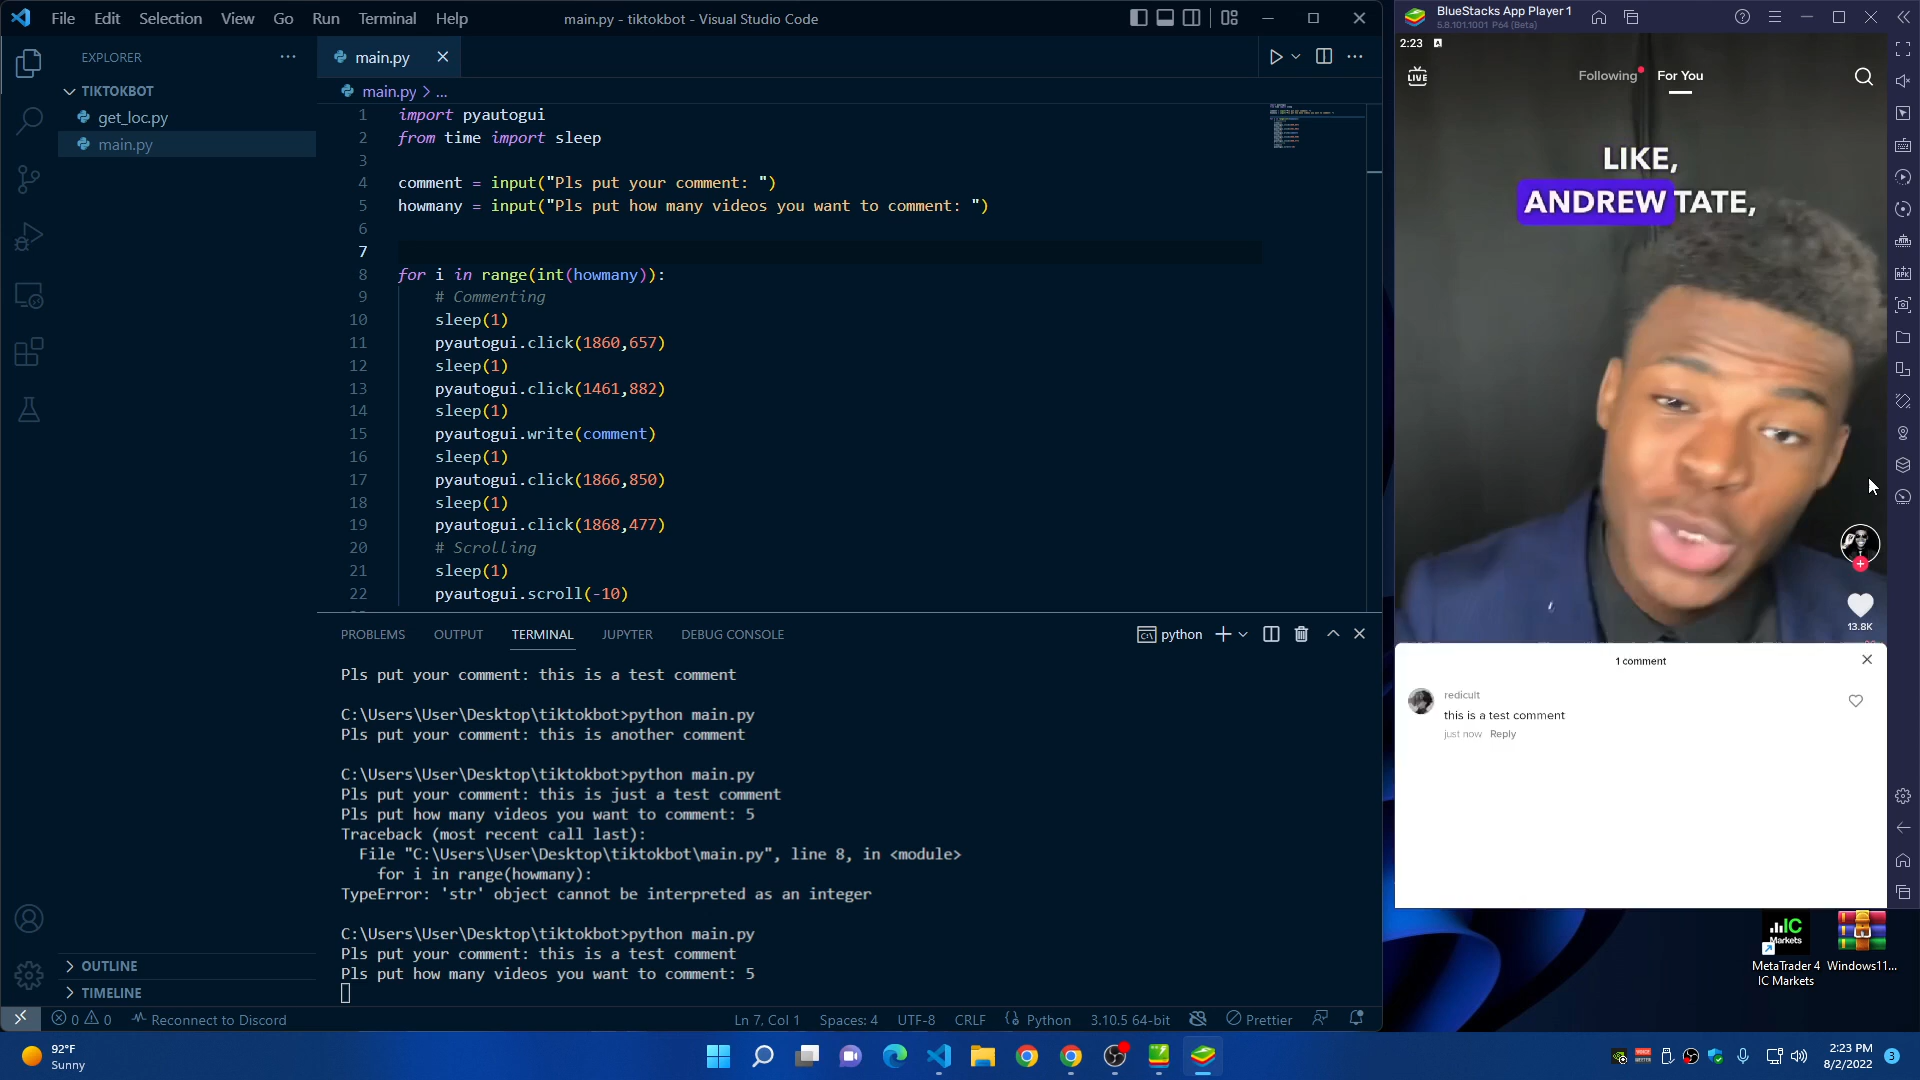 File Edit Selection View Go Run Terminal Help
main.py - tiktokbot - Visual Studio Code
EXPLORER
TIKTOKBOT
get_loc.py
main.py
main.py
main.py > ...
1 import pyautogui
2 from time import sleep
3
4 comment = input("Pls put your comment: ")
5 howmany = input("Pls put how many videos you want to comment: ")
6
7
8 for i in range(int(howmany)):
9 # Commenting
10 sleep(1)
11 pyautogui.click(1860,657)
12 sleep(1)
13 pyautogui.click(1461,882)
14 sleep(1)
15 pyautogui.write(comment)
16 sleep(1)
17 pyautogui.click(1866,850)
18 sleep(1)
19 pyautogui.click(1868,477)
20 # Scrolling
21 sleep(1)
22 pyautogui.scroll(-10)
PROBLEMS OUTPUT TERMINAL JUPYTER DEBUG CONSOLE
python
Pls put your comment: this is a test comment
C:\Users\User\Desktop\tiktokbot>python main.py
Pls put your comment: this is another comment
C:\Users\User\Desktop\tiktokbot>python main.py
Pls put your comment: this is just a test comment
Pls put how many videos you want to comment: 5
Traceback (most recent call last):
File "C:\Users\User\Desktop\tiktokbot\main.py", line 8, in <module>
for i in range(howmany):
TypeError: 'str' object cannot be interpreted as an integer
C:\Users\User\Desktop\tiktokbot>python main.py
Pls put your comment: this is a test comment
Pls put how many videos you want to comment: 5
OUTLINE
TIMELINE
0 0 Reconnect to Discord
Ln 7, Col 1 Spaces: 4 UTF-8 CRLF Python 3.10.5 64-bit Prettier
BlueStacks App Player 1
5.8.101.1001 P64 (Beta)
2:23
LIVE
Following For You
LIKE,
ANDREW TATE,
13.8K
1 comment
redicult
this is a test comment
just now Reply
IC
Markets
MetaTrader 4
IC Markets
Windows11...
92°F
Sunny
2:23 PM
8/2/2022
3